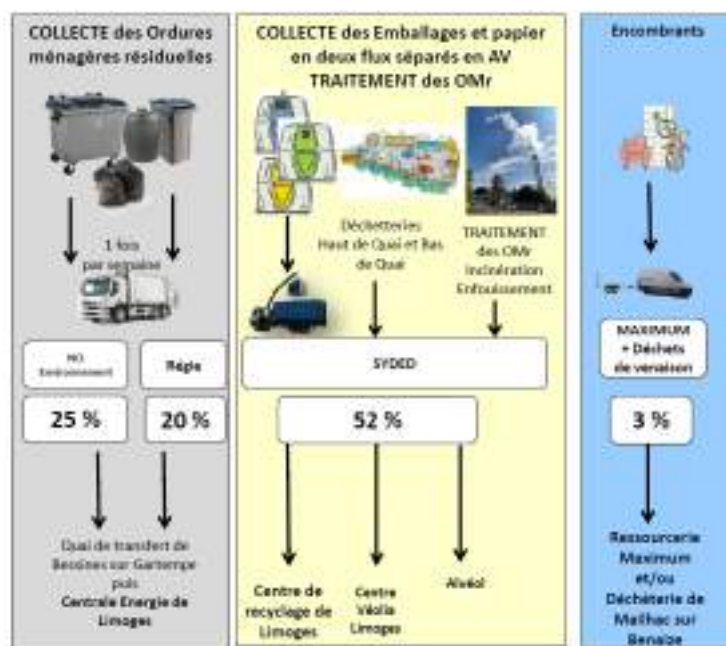 COLLECTE des Ordures
ménagères résiduelles
1 fois
par semaine
Environnement
Régie
25 %
20 %
Quai de transfert de
Bessines sur Gartempe
puis
Centrale Energie de
Limoges
COLLECTE des Emballages et papier
en deux flux séparés en AV
TRAITEMENT des OMr
Déchetteries
Haut de Quai et Bas
de Quai
TRAITEMENT
des OMr
Incinération
Enfouissement
SYDED
52 %
Centre de
recyclage de
Limoges
Centre
Véolia
Limoges
Alvéol
Encombrants
MAXIMUM
+ Déchets
de venaison
3 %
Ressourcerie
Maximum
et/ou
Déchèterie de
Mailhac sur
Benaize